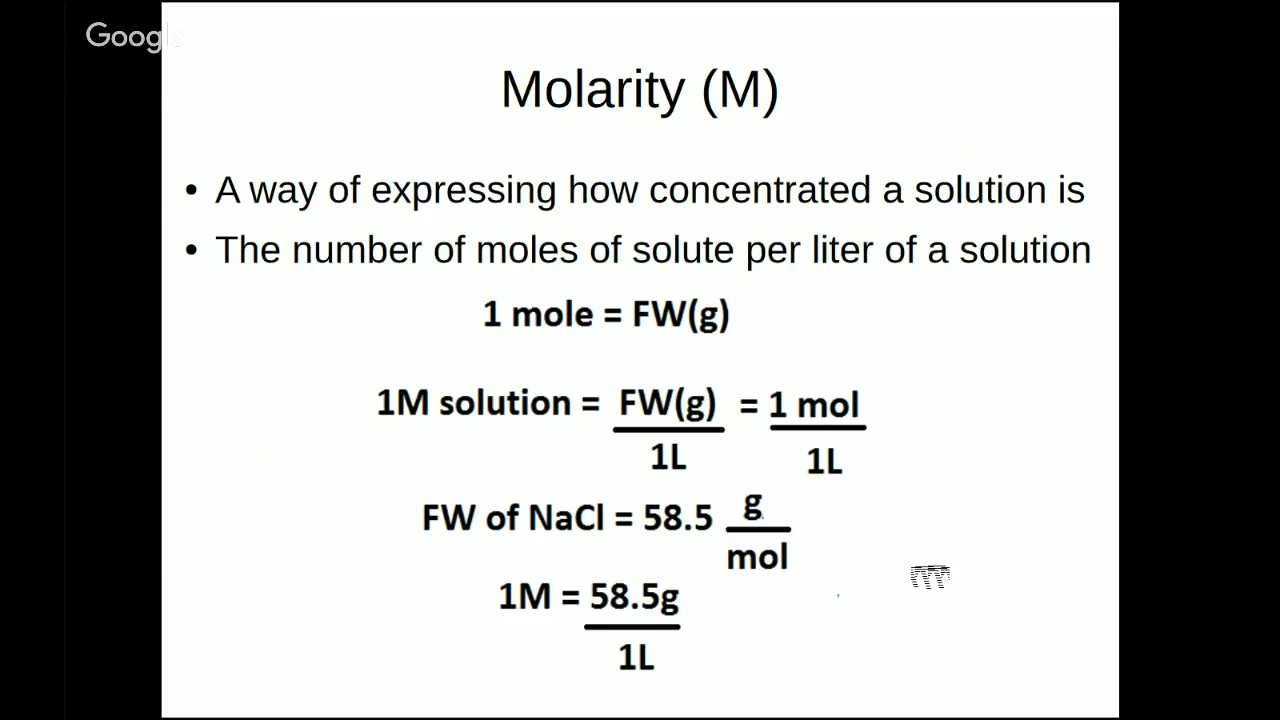 Google
Molarity (M)
• A way of expressing how concentrated a solution is
• The number of moles of solute per liter of a solution
1 mole = FW(g)
1M solution = FW(g) = 1 mol
1L 1L
FW of NaCl = 58.5 g
mol
1M = 58.5g
1L